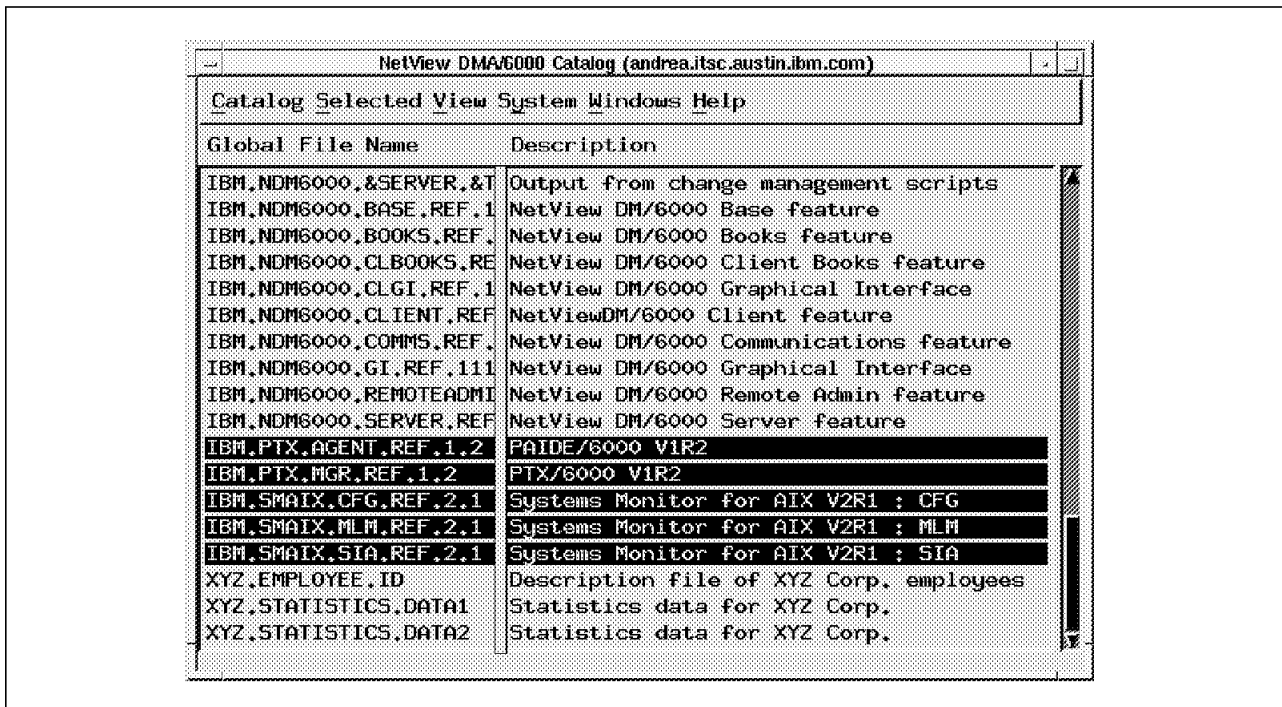 NetView DMA/6000 Catalog (andrea.itsc.austin.ibm.com)
Catalog Selected View System Windows Help
Global File Name Description
IBM.NDM6000.&SERVER.&T Output from change management scripts
IBM.NDM6000.BASE.REF.1 NetView DM/6000 Base feature
IBM.NDM6000.BOOKS.REF. NetView DM/6000 Books feature
IBM.NDM6000.CLBOOKS.RE NetView DM/6000 Client Books feature
IBM.NDM6000.CLGI.REF.1 NetView DM/6000 Graphical Interface
IBM.NDM6000.CLIENT.REF NetViewDM/6000 Client feature
IBM.NDM6000.COMMS.REF. NetView DM/6000 Communications feature
IBM.NDM6000.GI.REF.111 NetView DM/6000 Graphical Interface
IBM.NDM6000.REMOTEADMI NetView DM/6000 Remote Admin feature
IBM.NDM6000.SERVER.REF NetView DM/6000 Server feature
IBM.PTX.AGENT.REF.1.2 PAIDE/6000 V1R2
IBM.PTX.MGR.REF.1.2 PTX/6000 V1R2
IBM.SMAIX.CFG.REF.2.1 Systems Monitor for AIX V2R1 : CFG
IBM.SMAIX.MLM.REF.2.1 Systems Monitor for AIX V2R1 : MLM
IBM.SMAIX.SIA.REF.2.1 Systems Monitor for AIX V2R1 : SIA
XYZ.EMPLOYEE.ID Description file of XYZ Corp. employees
XYZ.STATISTICS.DATA1 Statistics data for XYZ Corp.
XYZ.STATISTICS.DATA2 Statistics data for XYZ Corp.